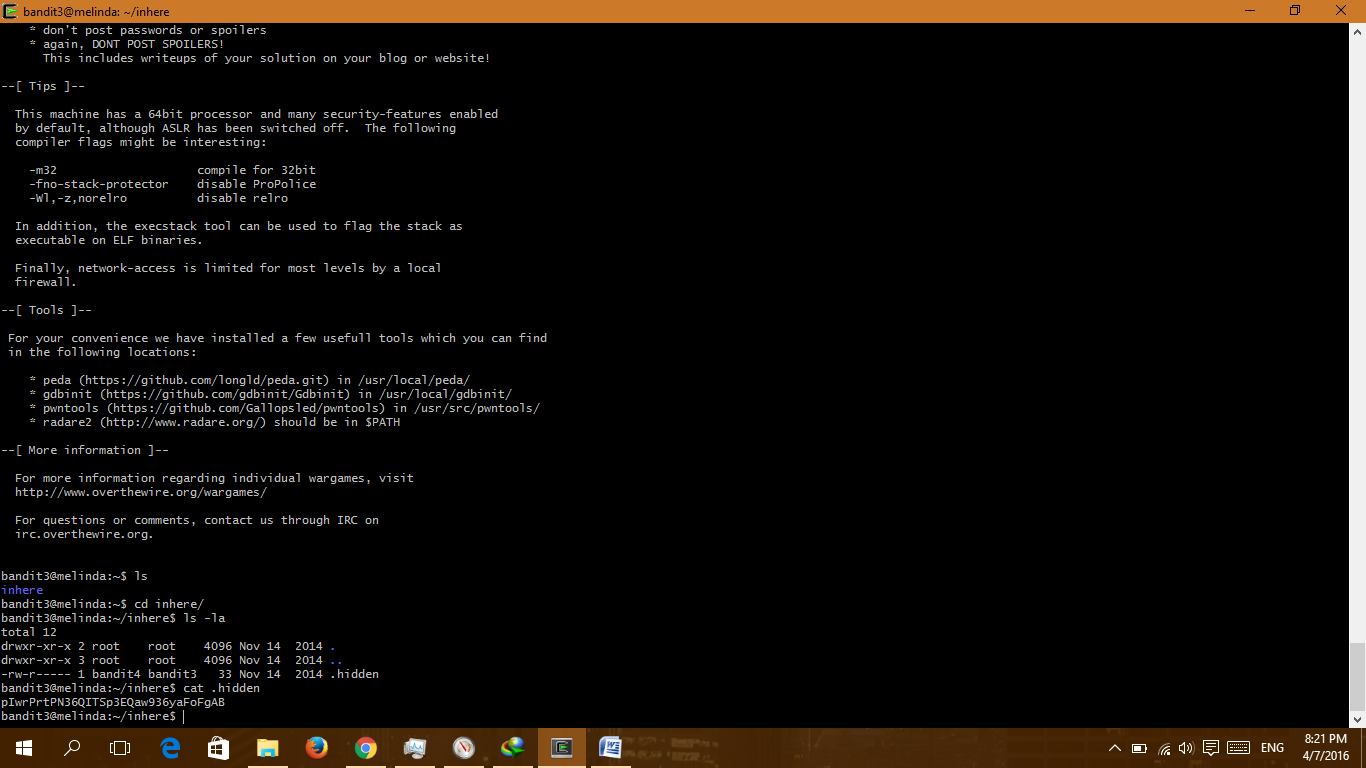 bandit3@melinda: ~/inhere
* don't post passwords or spoilers
* again, DONT POST SPOILERS!
This includes writeups of your solution on your blog or website!
--[ Tips ]--
This machine has a 64bit processor and many security-features enabled
by default, although ASLR has been switched off.  The following
compiler flags might be interesting:
-m32                    compile for 32bit
-fno-stack-protector    disable ProPolice
-Wl,-z,norelro          disable relro
In addition, the execstack tool can be used to flag the stack as
executable on ELF binaries.
Finally, network-access is limited for most levels by a local
firewall.
--[ Tools ]--
For your convenience we have installed a few usefull tools which you can find
in the following locations:
* peda (https://github.com/longld/peda.git) in /usr/local/peda/
* gdbinit (https://github.com/gdbinit/Gdbinit) in /usr/local/gdbinit/
* pwntools (https://github.com/Gallopsled/pwntools) in /usr/src/pwntools/
* radare2 (http://www.radare.org/) should be in $PATH
--[ More information ]--
For more information regarding individual wargames, visit
http://www.overthewire.org/wargames/
For questions or comments, contact us through IRC on
irc.overthewire.org.
bandit3@melinda:~$ ls
inhere
bandit3@melinda:~$ cd inhere/
bandit3@melinda:~/inhere$ ls -la
total 12
drwxr-xr-x 2 root    root    4096 Nov 14  2014 .
drwxr-xr-x 3 root    root    4096 Nov 14  2014 ..
-rw-r----- 1 bandit4 bandit3   33 Nov 14  2014 .hidden
bandit3@melinda:~/inhere$ cat .hidden
pIwrPrtPN36QITSp3EQaw936yaFoFgAB
bandit3@melinda:~/inhere$
ENG
8:21 PM
4/7/2016